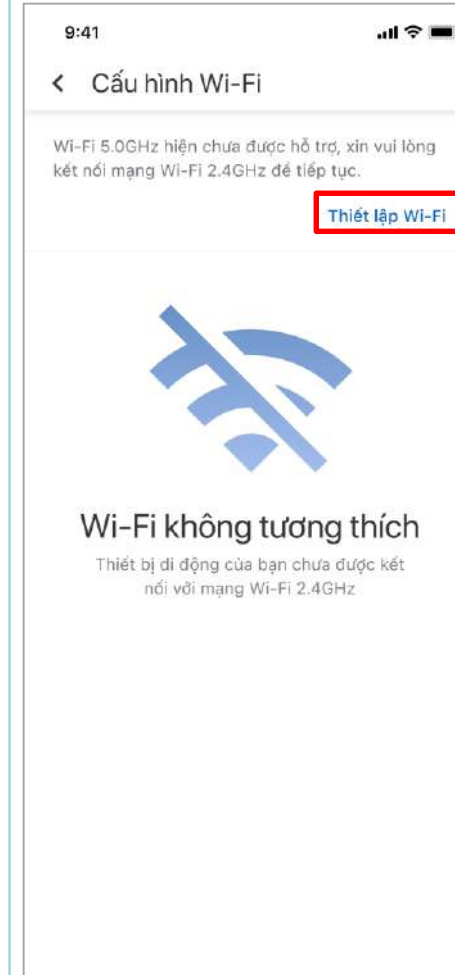 9:41
Cấu hình Wi-Fi
Wi-Fi 5.0GHz hiện chưa được hỗ trợ, xin vui lòng
kết nối mạng Wi-Fi 2.4GHz để tiếp tục.
Thiết lập Wi-Fi
Wi-Fi không tương thích
Thiết bị di động của bạn chưa được kết
nối với mạng Wi-Fi 2.4GHz